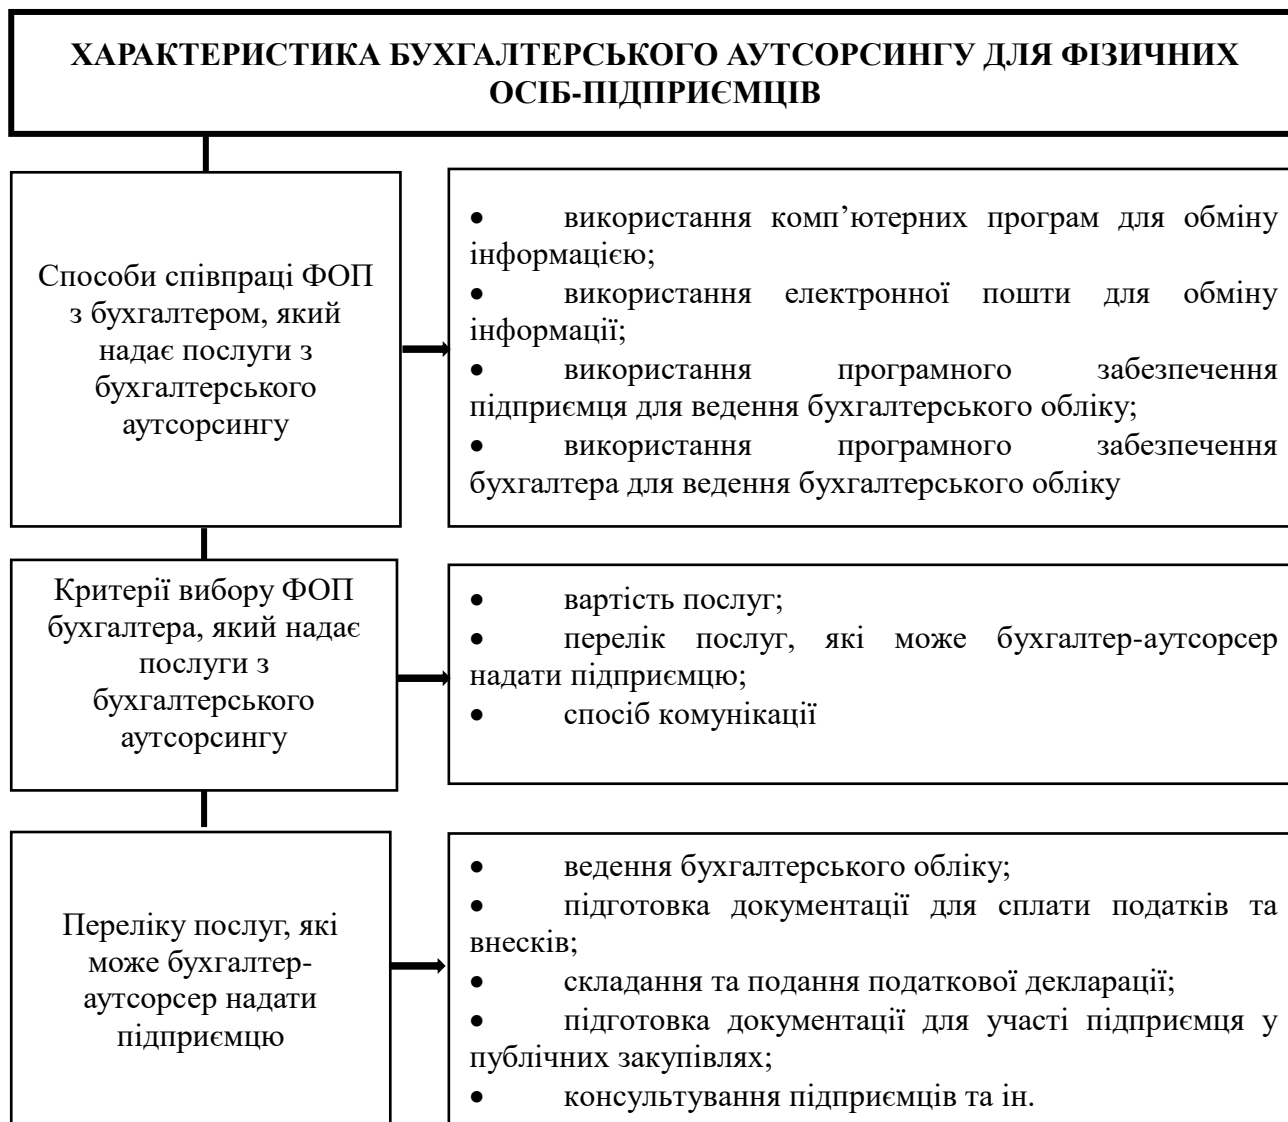 ХАРАКТЕРИСТИКА БУХГАЛТЕРСЬКОГО АУТСОРСИНГУ ДЛЯ ФІЗИЧНИХ
ОСІБ-ПІДПРИЄМЦІВ
Способи співпраці ФОП
з бухгалтером, який
надає послуги з
бухгалтерського
аутсорсингу
• використання комп’ютерних програм для обміну
інформацією;
• використання електронної пошти для обміну
інформації;
• використання програмного забезпечення
підприємця для ведення бухгалтерського обліку;
• використання програмного забезпечення
бухгалтера для ведення бухгалтерського обліку
Критерії вибору ФОП
бухгалтера, який надає
послуги з
бухгалтерського
аутсорсингу
• вартість послуг;
• перелік послуг, які може бухгалтер-аутсорсер
надати підприємцю;
• спосіб комунікації
Переліку послуг, які
може бухгалтер-
аутсорсер надати
підприємцю
• ведення бухгалтерського обліку;
• підготовка документації для сплати податків та
внесків;
• складання та подання податкової декларації;
• підготовка документації для участі підприємця у
публічних закупівлях;
• консультування підприємців та ін.